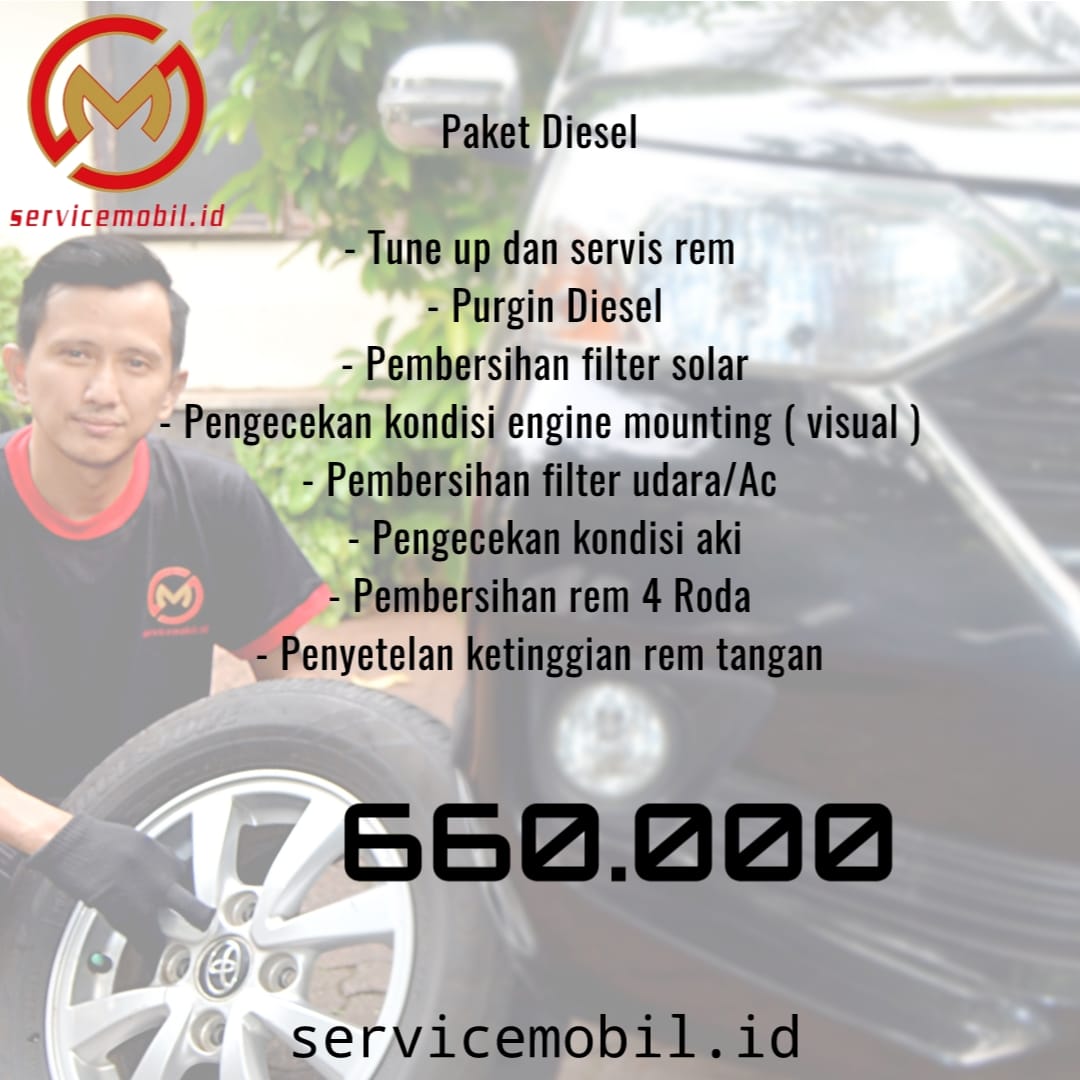 servicemobil.id
Paket Diesel
- Tune up dan servis rem
- Purgin Diesel
- Pembersihan filter solar
- Pengecekan kondisi engine mounting ( visual )
- Pembersihan filter udara/Ac
- Pengecekan kondisi aki
- Pembersihan rem 4 Roda
- Penyetelan ketinggian rem tangan
servicemobil.id
660.000
servicemobil.id